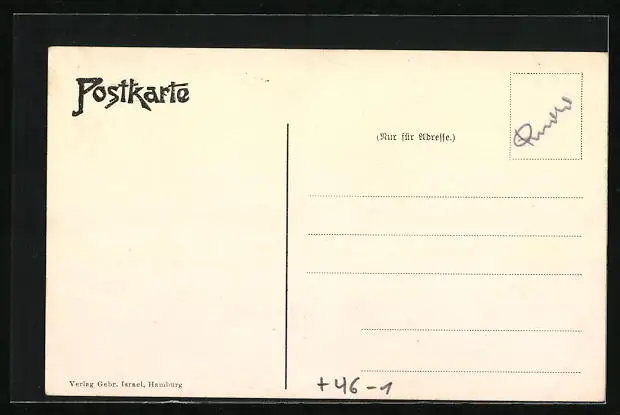 Postkarte
(Nur für Adresse.)
Verlag Gebr. Israel, Hamburg
+46-1